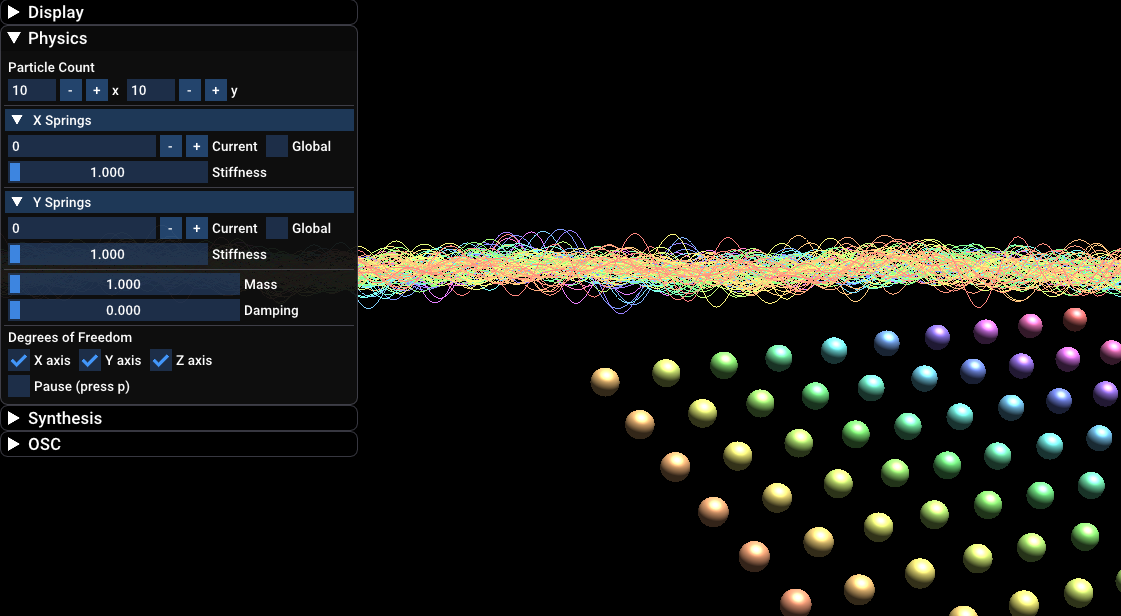 Display
Physics
Particle Count
10 - + x 10 - + y
X Springs
0 - + Current Global
1.000 Stiffness
Y Springs
0 - + Current Global
1.000 Stiffness
1.000 Mass
0.000 Damping
Degrees of Freedom
X axis Y axis Z axis
Pause (press p)
Synthesis
OSC